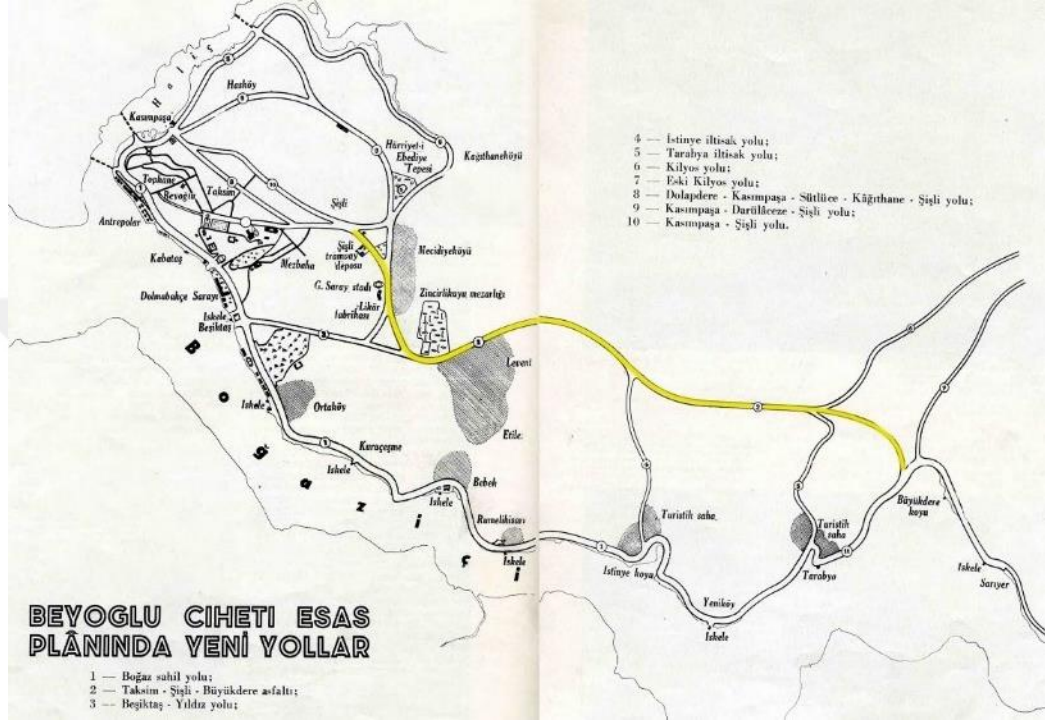 Haliç
Kasımpaşa
Hasköy
Hürriyet-i
Ebediye
Tepesi
Kağıthaneköyü
Tophane
Beyoğlu
Taksim
Şişli
Antrepolar
Kabataş
Mezbaha
Şişli
tramvay
deposu
Mecidiyeköyü
G. Saray stadı
Likör
fabrikası
Zincirlikuyu mezarlığı
Dolmabahçe Sarayı
İskele
Beşiktaş
Levent
Etile
İskele
Ortaköy
Kuruçeşme
İskele
Bebek
İskele
Rumelihisarı
İskele
Boğaziçi
Turistik saha
İstinye koyu
Yeniköy
İskele
Turistik
saha
Tarabya
Büyükdere
koyu
İskele
Sarıyer
4 — İstinye iltisak yolu;
5 — Tarabya iltisak yolu;
6 — Kilyos yolu;
7 — Eski Kilyos yolu;
8 — Dolapdere - Kasımpaşa - Sütlüce - Kâğıthane - Şişli yolu;
9 — Kasımpaşa - Darülâceze - Şişli yolu;
10 — Kasımpaşa - Şişli yolu.
BEYOGLU CIHETI ESAS
PLÂNINDA YENİ YOLLAR
1 — Boğaz sahil yolu;
2 — Taksim - Şişli - Büyükdere asfaltı;
3 — Beşiktaş - Yıldız yolu;